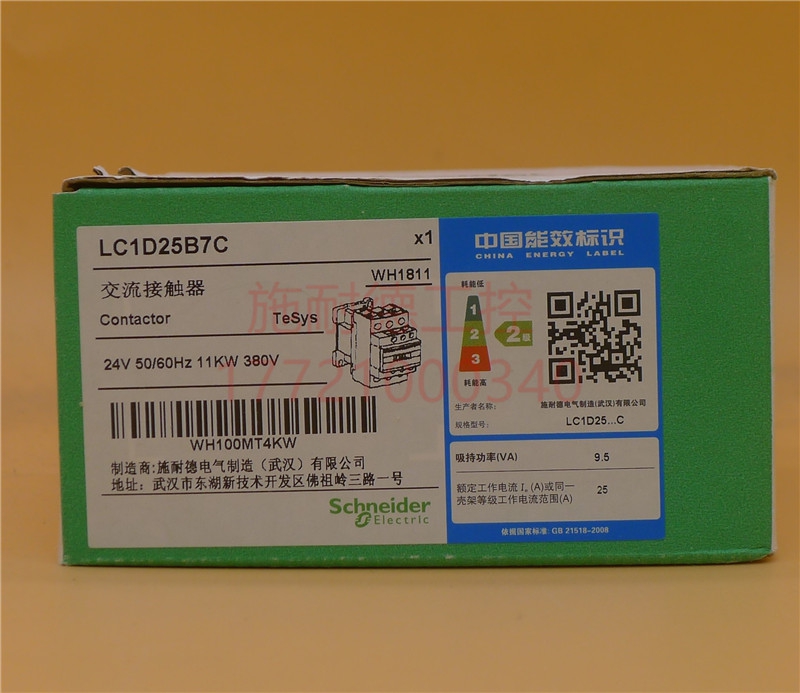 LC1D25B7C
x1
WH1811
交流接触器
Contactor
TeSys
24V 50/60Hz 11KW 380V
WH100MT4KW
制造商:施耐德电气制造（武汉）有限公司
地址: 武汉市东湖新技术开发区佛祖岭三路一号
Schneider
Electric
中国能效标识
CHINA ENERGY LABEL
耗能低
1
2
3
2级
耗能高
生产者名称:
施耐德电气制造(武汉)有限公司
规格型号:
LC1D25...C
吸持功率(VA)
9.5
额定工作电流 Iₑ (A)或同一
壳架等级工作电流范围(A)
25
依据国家标准: GB 21518-2008
施耐德工控
17721000340